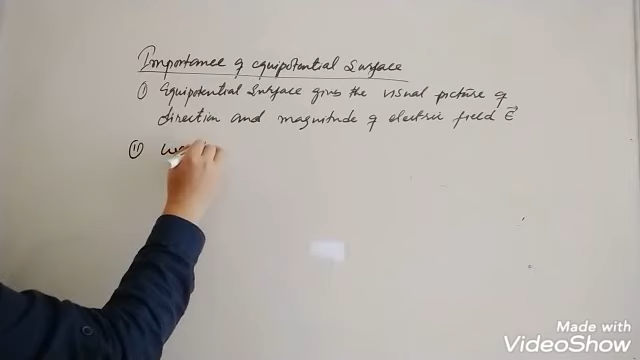 Importance of equipotential Surface
(i) Equipotential Surface gives the visual picture of
direction and magnitude of electric field E⃗
(ii)
Made with
VideoShow